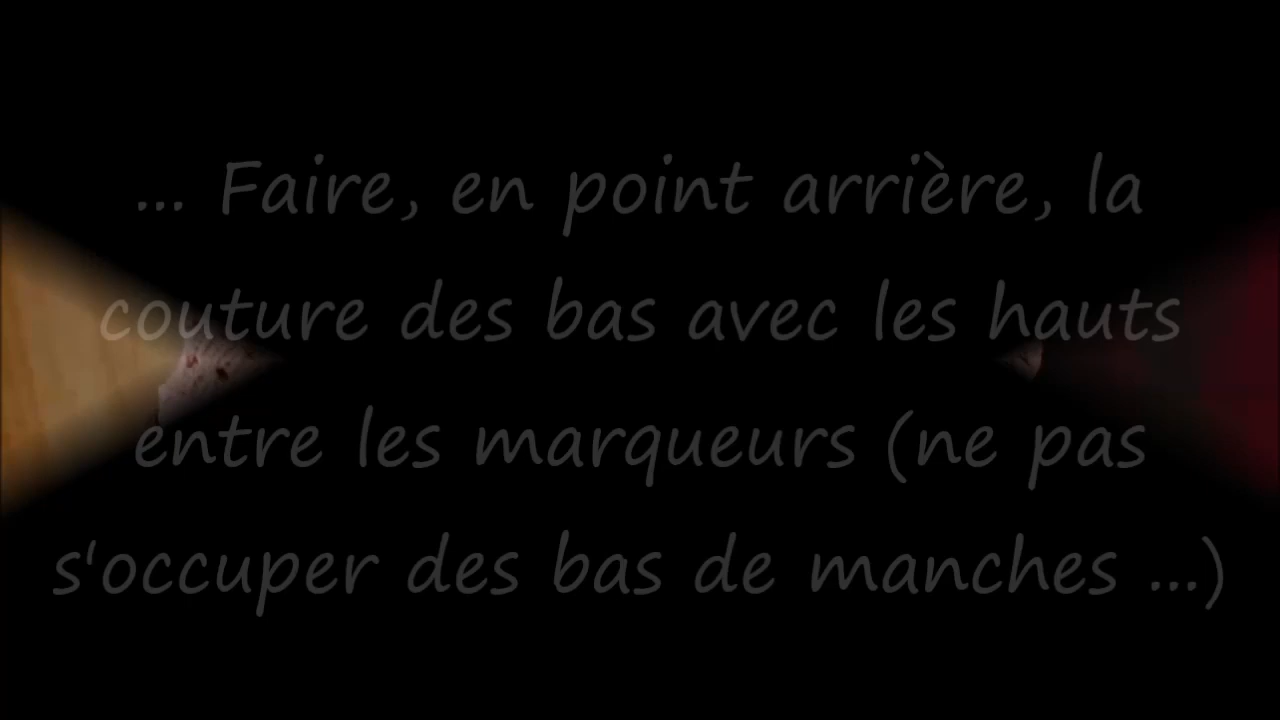 ... Faire, en point arrière, la
couture des bas avec les hauts
entre les marqueurs (ne pas
s'occuper des bas de manches ...)